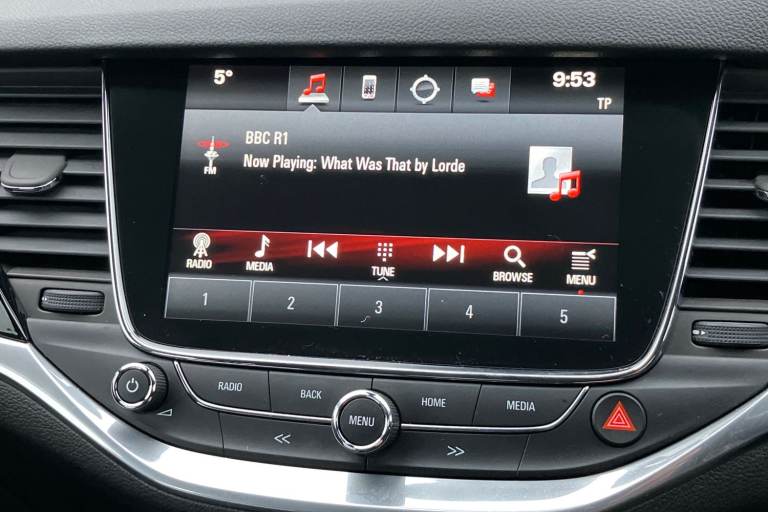 5°
9:53
TP
BBC R1
Now Playing: What Was That by Lorde
FM
RADIO
MEDIA
TUNE
BROWSE
MENU
1
2
3
4
5
RADIO
BACK
MENU
HOME
MEDIA
<<
>>